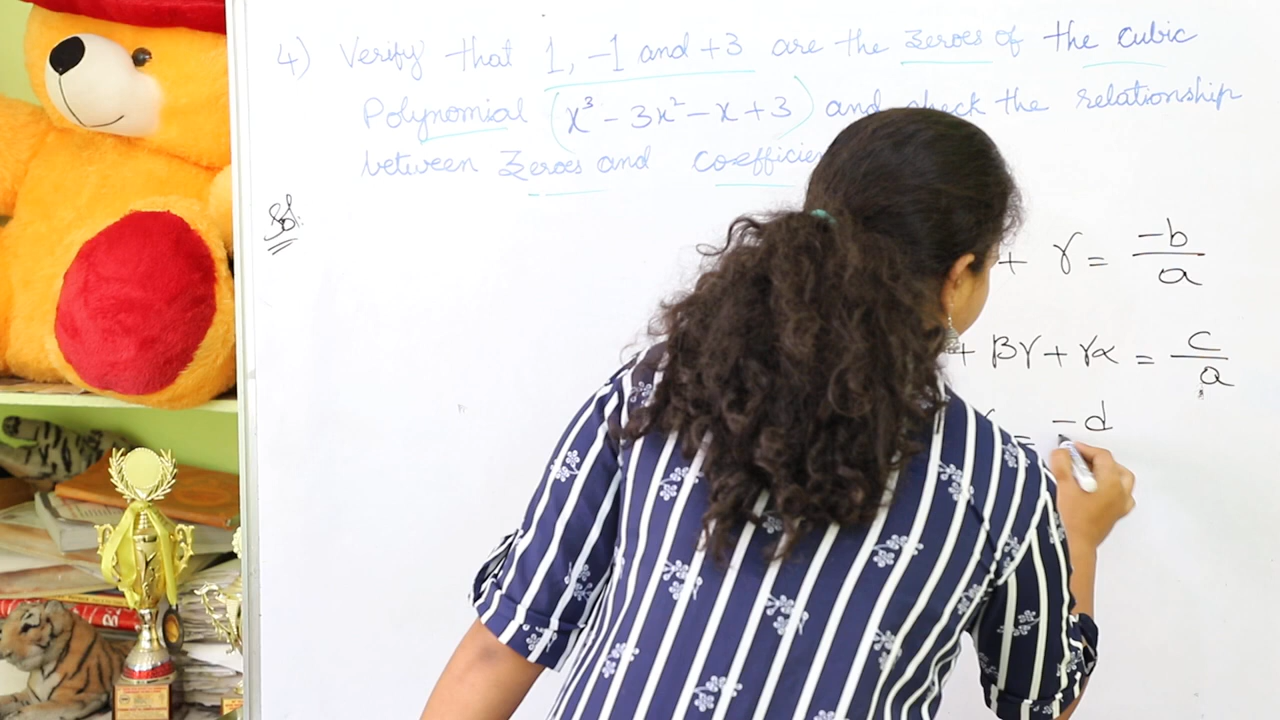 4) Verify that 1, -1 and +3 are the zeroes of the cubic
Polynomial (x³ - 3x² - x + 3) and check the relationship
between zeroes and
Sol:
+ γ = -b/a
+ βγ + γα = c/a
= -d